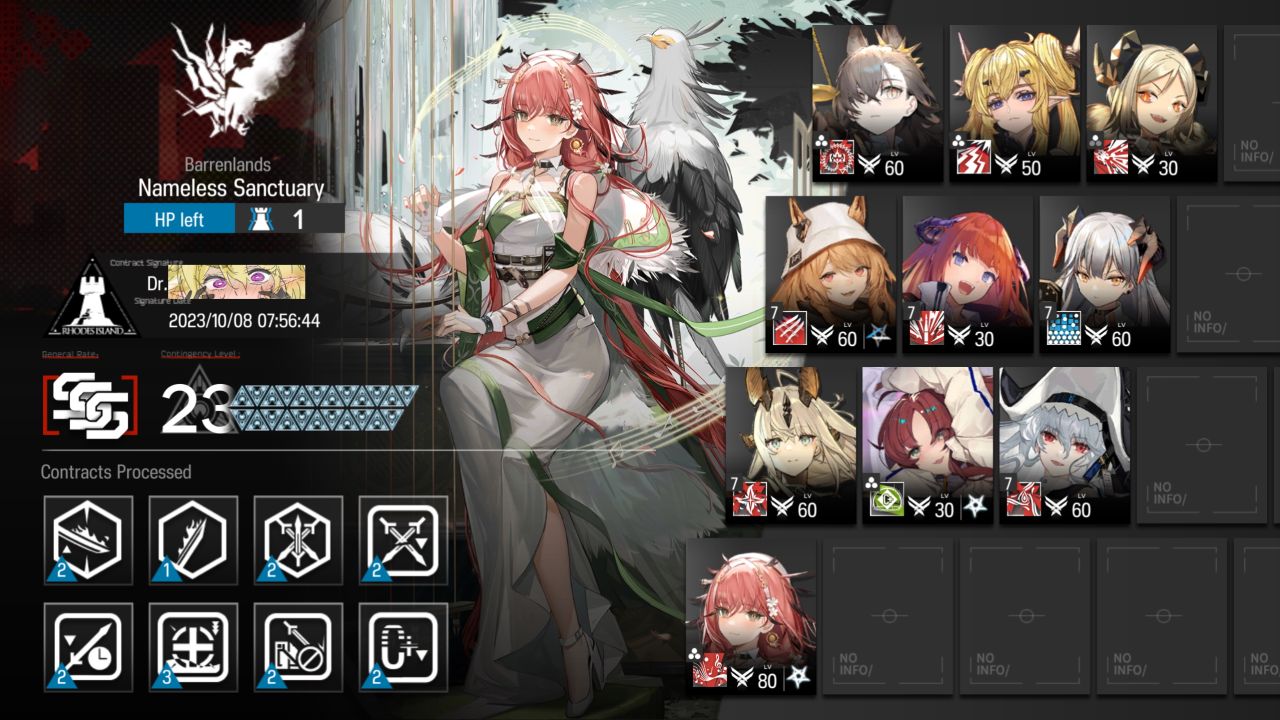 Barrenlands
Nameless Sanctuary
HP left 1
Contract Signature
Dr.
Signature Date
RHODES ISLAND
2023/10/08 07:56:44
General Rate:
Contingency Level:
SSS
23
Contracts Processed
2 1 2 2
2 3 2 2
LV 60
LV 50
LV 30
NO INFO/
7 LV 60
7 LV 30
7 LV 60
NO INFO/
7 LV 60
LV 30
7 LV 60
NO INFO/
LV 80
NO INFO/
NO INFO/
NO INFO/
NO INFO/